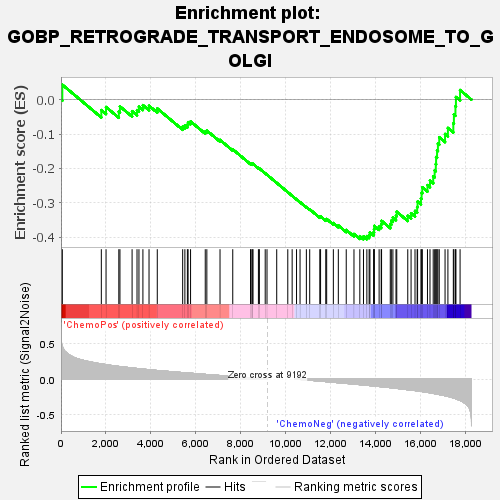 Enrichment plot:
GOBP_RETROGRADE_TRANSPORT_ENDOSOME_TO_G
OLGI
Enrichment score (ES)
0.0
-0.1
-0.2
-0.3
-0.4
'ChemoPos' (positively correlated)
Ranked list metric (Signal2Noise)
0.5
0.0
-0.5
Zero cross at 9192
'ChemoNeg' (negatively correlated)
0 2,000 4,000 6,000 8,000 10,000 12,000 14,000 16,000 18,000
Rank in Ordered Dataset
Enrichment profile Hits Ranking metric scores